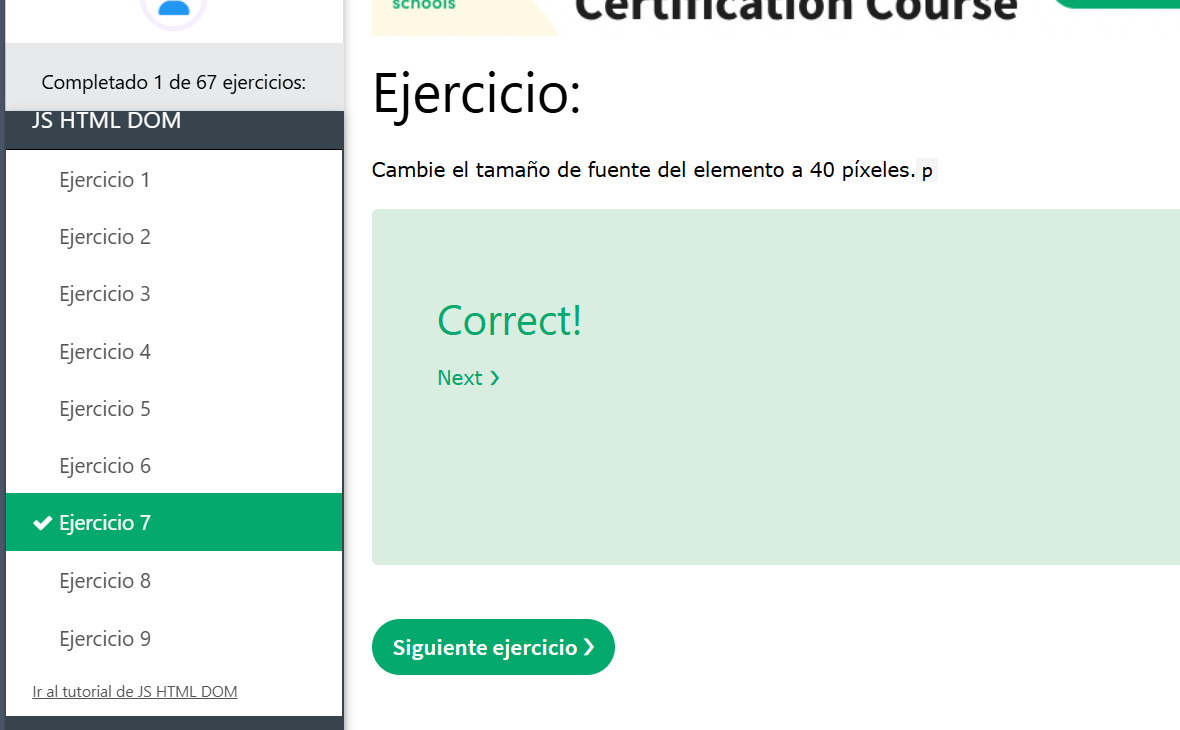 schools
Certification Course
Completado 1 de 67 ejercicios:
JS HTML DOM
Ejercicio 1
Ejercicio 2
Ejercicio 3
Ejercicio 4
Ejercicio 5
Ejercicio 6
Ejercicio 7
Ejercicio 8
Ejercicio 9
Ir al tutorial de JS HTML DOM
Ejercicio:
Cambie el tamaño de fuente del elemento a 40 píxeles. p
Correct!
Next ❯
Siguiente ejercicio ❯